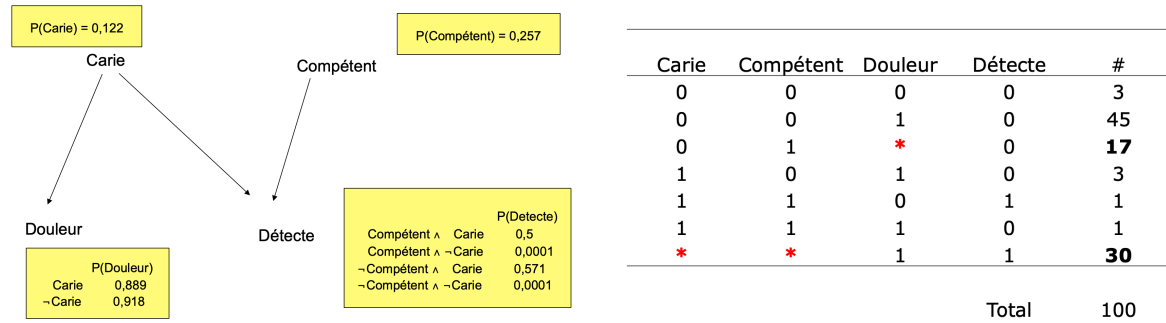 P(Carie) = 0,122
P(Compétent) = 0,257
Carie
Compétent
Douleur
Détecte
P(Douleur)
Carie 0,889
¬Carie 0,918
P(Detecte)
Compétent ∧ Carie 0,5
Compétent ∧ ¬Carie 0,0001
¬Compétent ∧ Carie 0,571
¬Compétent ∧ ¬Carie 0,0001
Carie Compétent Douleur Détecte #
0 0 0 0 3
0 0 1 0 45
0 1 * 0 17
1 0 1 0 3
1 1 0 1 1
1 1 1 0 1
* * 1 1 30
Total 100